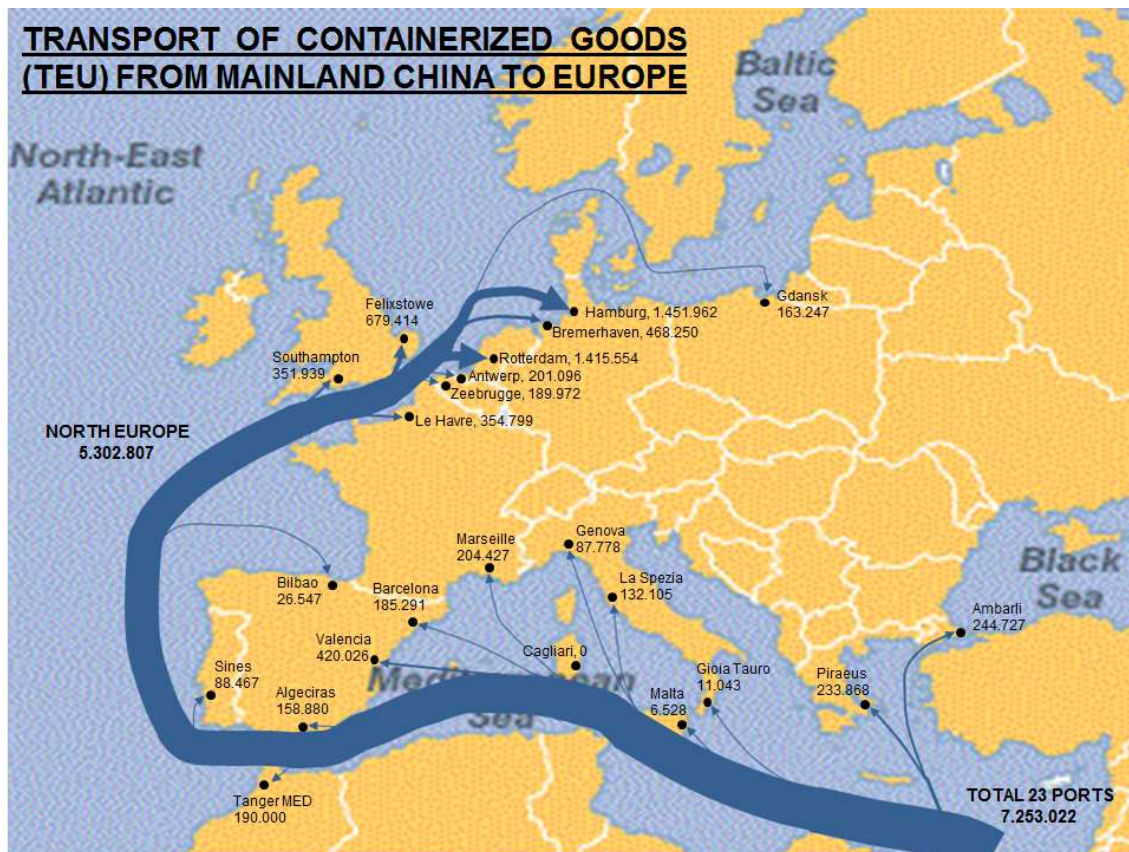 TRANSPORT OF CONTAINERIZED GOODS
(TEU) FROM MAINLAND CHINA TO EUROPE
Baltic
Sea
North-East
Atlantic
Felixstowe
679.414
Gdansk
163.247
Hamburg, 1.451.962
Bremerhaven, 468.250
Southampton
351.939
Rotterdam, 1.415.554
Antwerp, 201.096
Zeebrugge, 189.972
Le Havre, 354.799
NORTH EUROPE
5.302.807
Marseille
204.427
Genova
87.778
Black
Sea
Bilbao
26.547
Barcelona
185.291
La Spezia
132.105
Ambarli
244.727
Valencia
420.026
Cagliari, 0
Sines
88.467
Mediterranean
Sea
Gioia Tauro
11.043
Piraeus
233.868
Algeciras
158.880
Malta
6.528
Tanger MED
190.000
TOTAL 23 PORTS
7.253.022